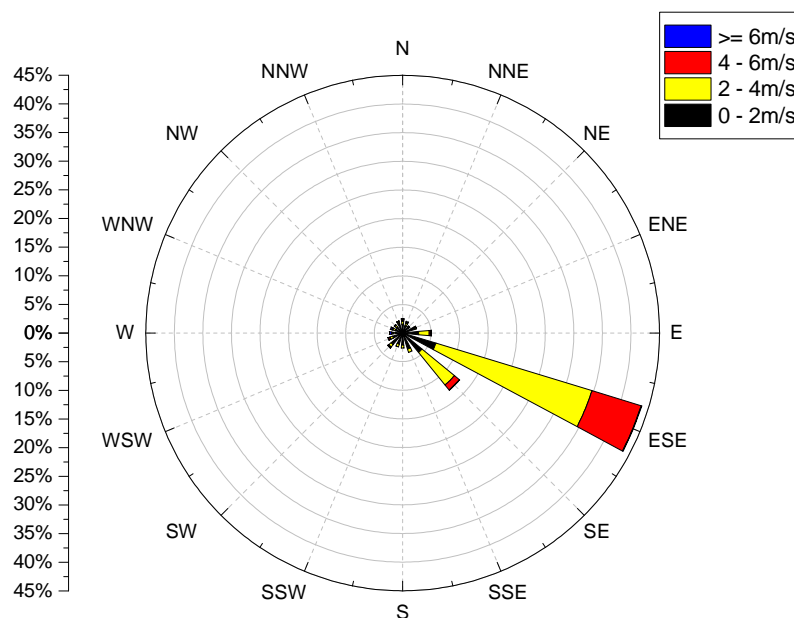 >= 6m/s
4 - 6m/s
2 - 4m/s
0 - 2m/s
N
NNE
NE
ENE
E
ESE
SE
SSE
S
SSW
SW
WSW
W
WNW
NW
NNW
45%
40%
35%
30%
25%
20%
15%
10%
5%
0%
5%
10%
15%
20%
25%
30%
35%
40%
45%